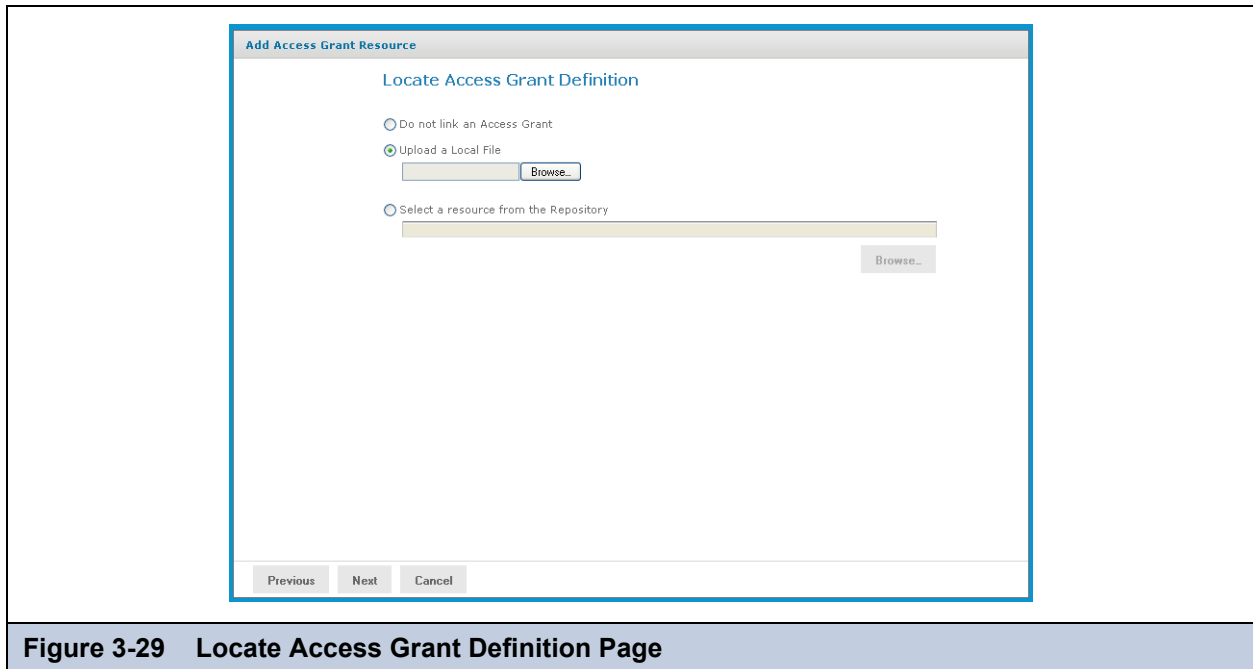 Add Access Grant Resource
Locate Access Grant Definition
Do not link an Access Grant
Upload a Local File
Browse...
Select a resource from the Repository
Browse...
Previous Next Cancel
Figure 3-29 Locate Access Grant Definition Page